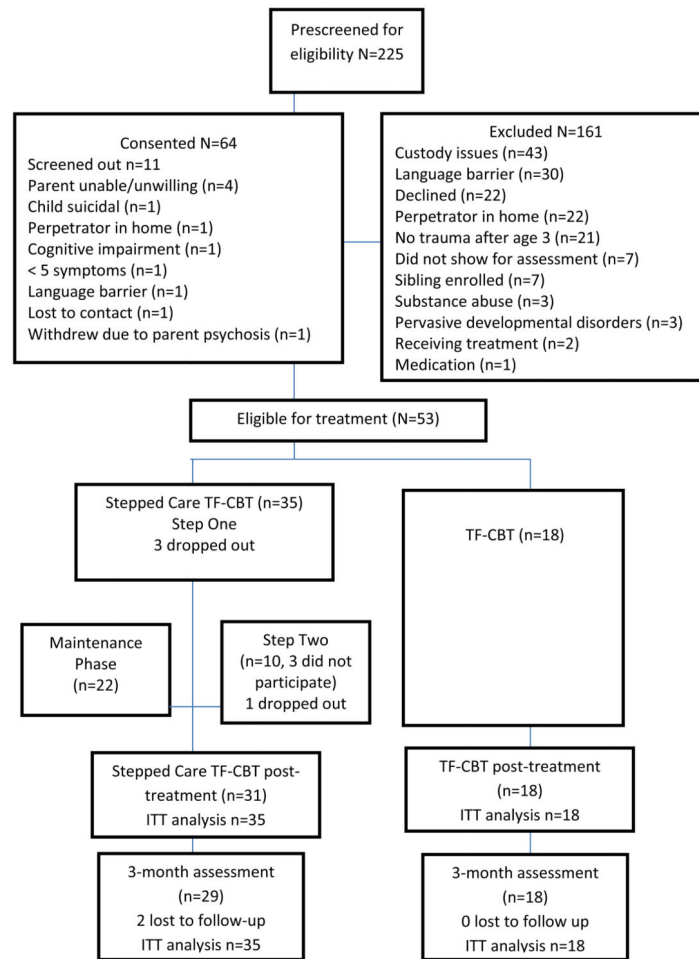 Prescreened for
eligibility N=225
Consented N=64
Screened out n=11
Parent unable/unwilling (n=4)
Child suicidal (n=1)
Perpetrator in home (n=1)
Cognitive impairment (n=1)
< 5 symptoms (n=1)
Language barrier (n=1)
Lost to contact (n=1)
Withdrew due to parent psychosis (n=1)
Excluded N=161
Custody issues (n=43)
Language barrier (n=30)
Declined (n=22)
Perpetrator in home (n=22)
No trauma after age 3 (n=21)
Did not show for assessment (n=7)
Sibling enrolled (n=7)
Substance abuse (n=3)
Pervasive developmental disorders (n=3)
Receiving treatment (n=2)
Medication (n=1)
Eligible for treatment (N=53)
Stepped Care TF-CBT (n=35)
Step One
3 dropped out
TF-CBT (n=18)
Maintenance
Phase
(n=22)
Step Two
(n=10, 3 did not
participate)
1 dropped out
Stepped Care TF-CBT post-
treatment (n=31)
ITT analysis n=35
TF-CBT post-treatment
(n=18)
ITT analysis n=18
3-month assessment
(n=29)
2 lost to follow-up
ITT analysis n=35
3-month assessment
(n=18)
0 lost to follow up
ITT analysis n=18